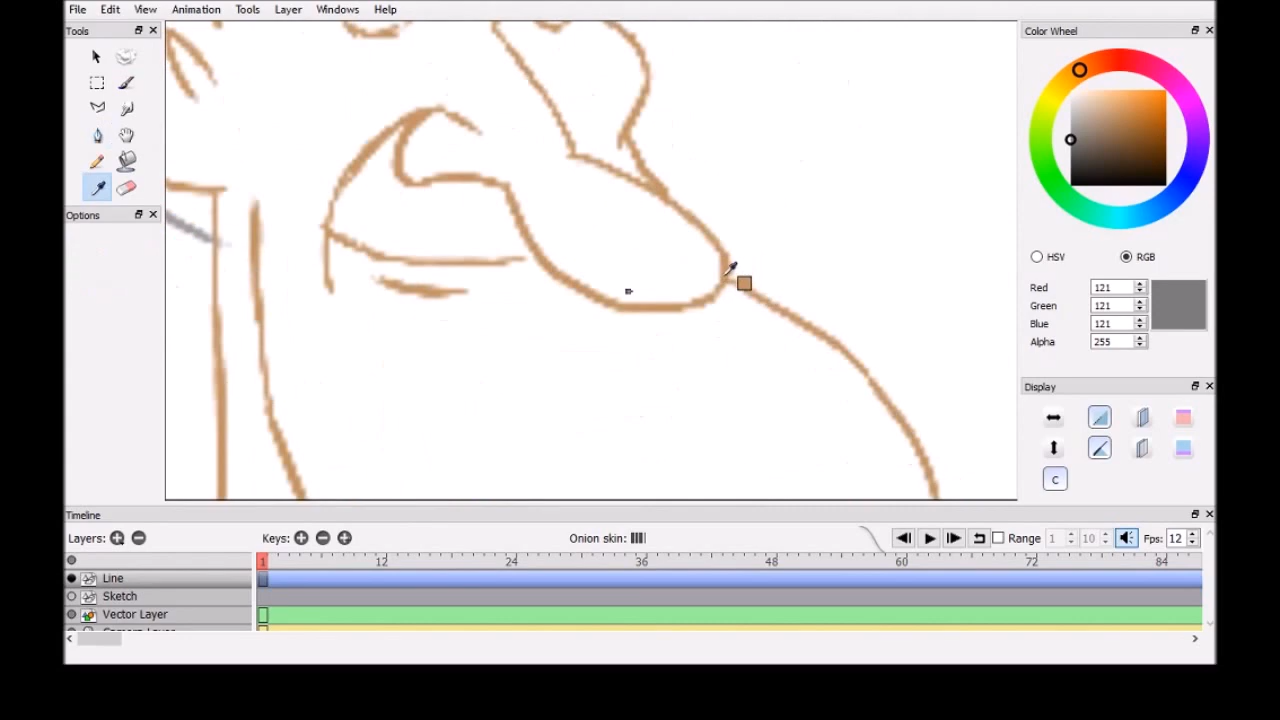 File Edit View Animation Tools Layer Windows Help
Tools
Color Wheel
Options
HSV RGB
Red 121
Green 121
Blue 121
Alpha 255
Display
C
Timeline
Layers: Keys: Onion skin: Range 1 10 Fps: 12
1 12 24 36 48 60 72 84
Line
Sketch
Vector Layer